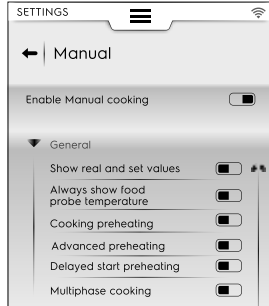 SETTINGS
Manual
Enable Manual cooking
General
Show real and set values
Always show food
probe temperature
Cooking preheating
Advanced preheating
Delayed start preheating
Multiphase cooking